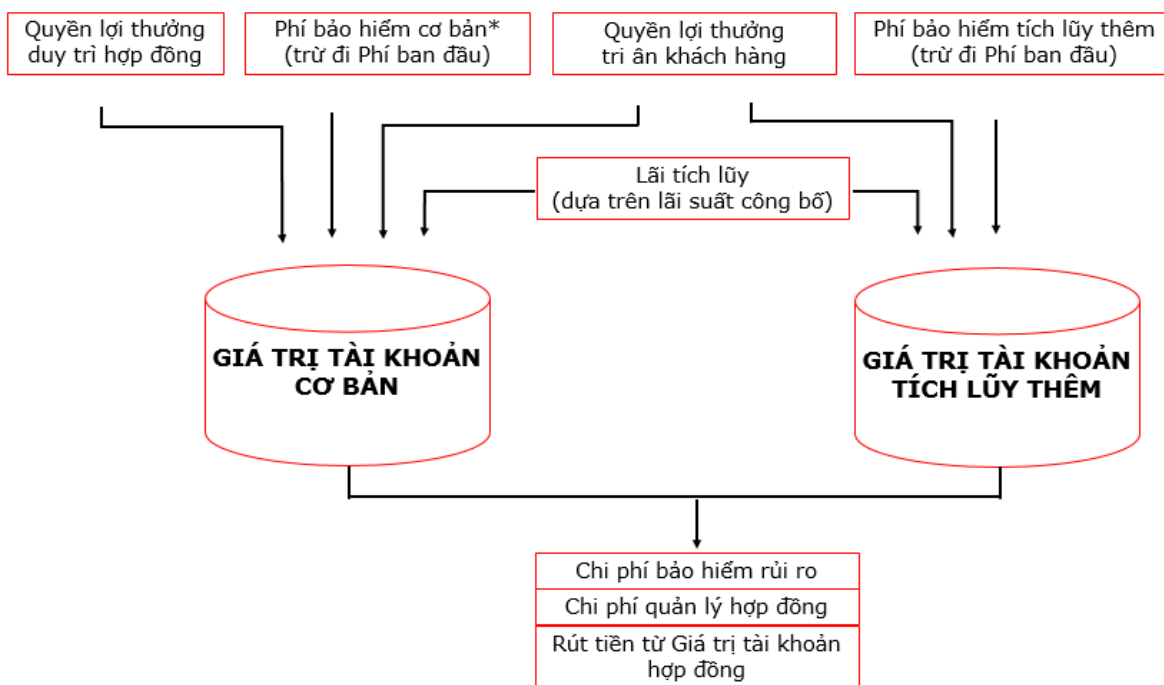 Quyền lợi thưởng
duy trì hợp đồng
Phí bảo hiểm cơ bản*
(trừ đi Phí ban đầu)
Quyền lợi thưởng
tri ân khách hàng
Phí bảo hiểm tích lũy thêm
(trừ đi Phí ban đầu)
Lãi tích lũy
(dựa trên lãi suất công bố)
GIÁ TRỊ TÀI KHOẢN
CƠ BẢN
GIÁ TRỊ TÀI KHOẢN
TÍCH LŨY THÊM
Chi phí bảo hiểm rủi ro
Chi phí quản lý hợp đồng
Rút tiền từ Giá trị tài khoản
hợp đồng